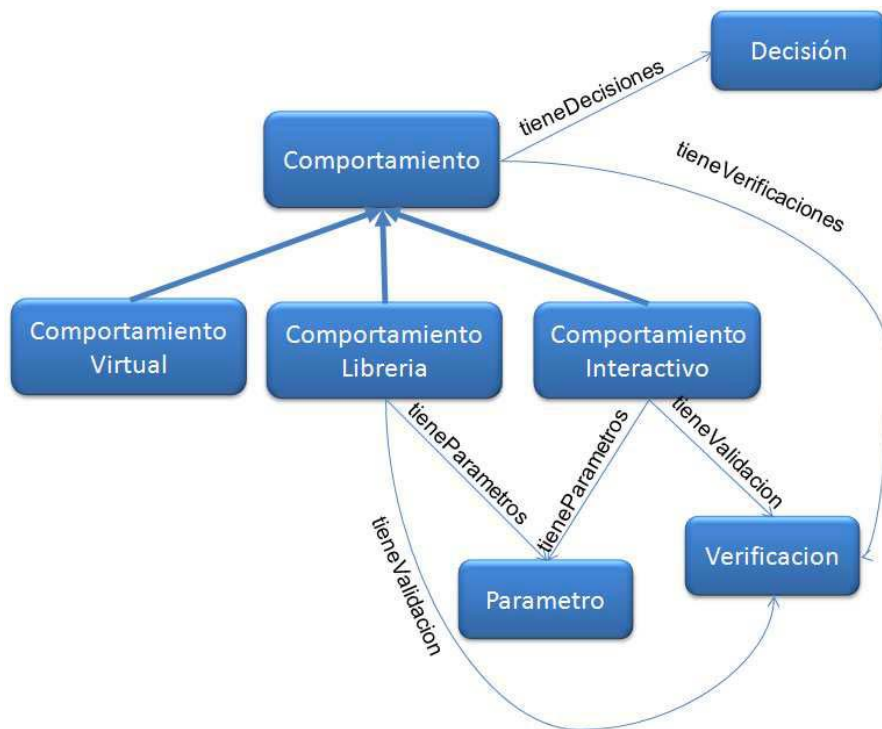 Decisión
tieneDecisiones
Comportamiento
tieneVerificaciones
Comportamiento
Virtual
Comportamiento
Libreria
Comportamiento
Interactivo
tieneParametros
tieneParametros
tieneValidacion
tieneValidacion
Verificacion
Parametro